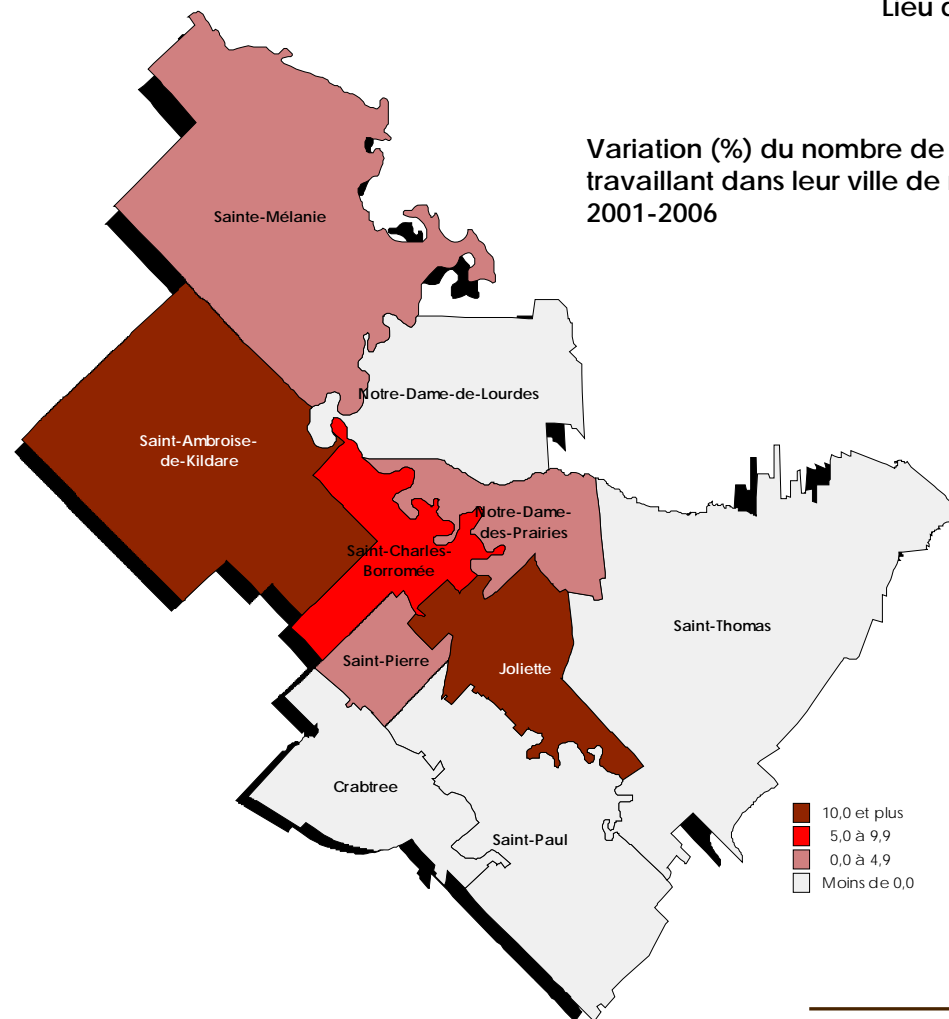 Lieu d
Variation (%) du nombre de
travaillant dans leur ville de
2001-2006
Sainte-Mélanie
Notre-Dame-de-Lourdes
Saint-Ambroise-
de-Kildare
Notre-Dame-
des-Prairies
Saint-Charles-
Borromée
Saint-Thomas
Saint-Pierre
Joliette
Crabtree
Saint-Paul
10,0 et plus
5,0 à 9,9
0,0 à 4,9
Moins de 0,0